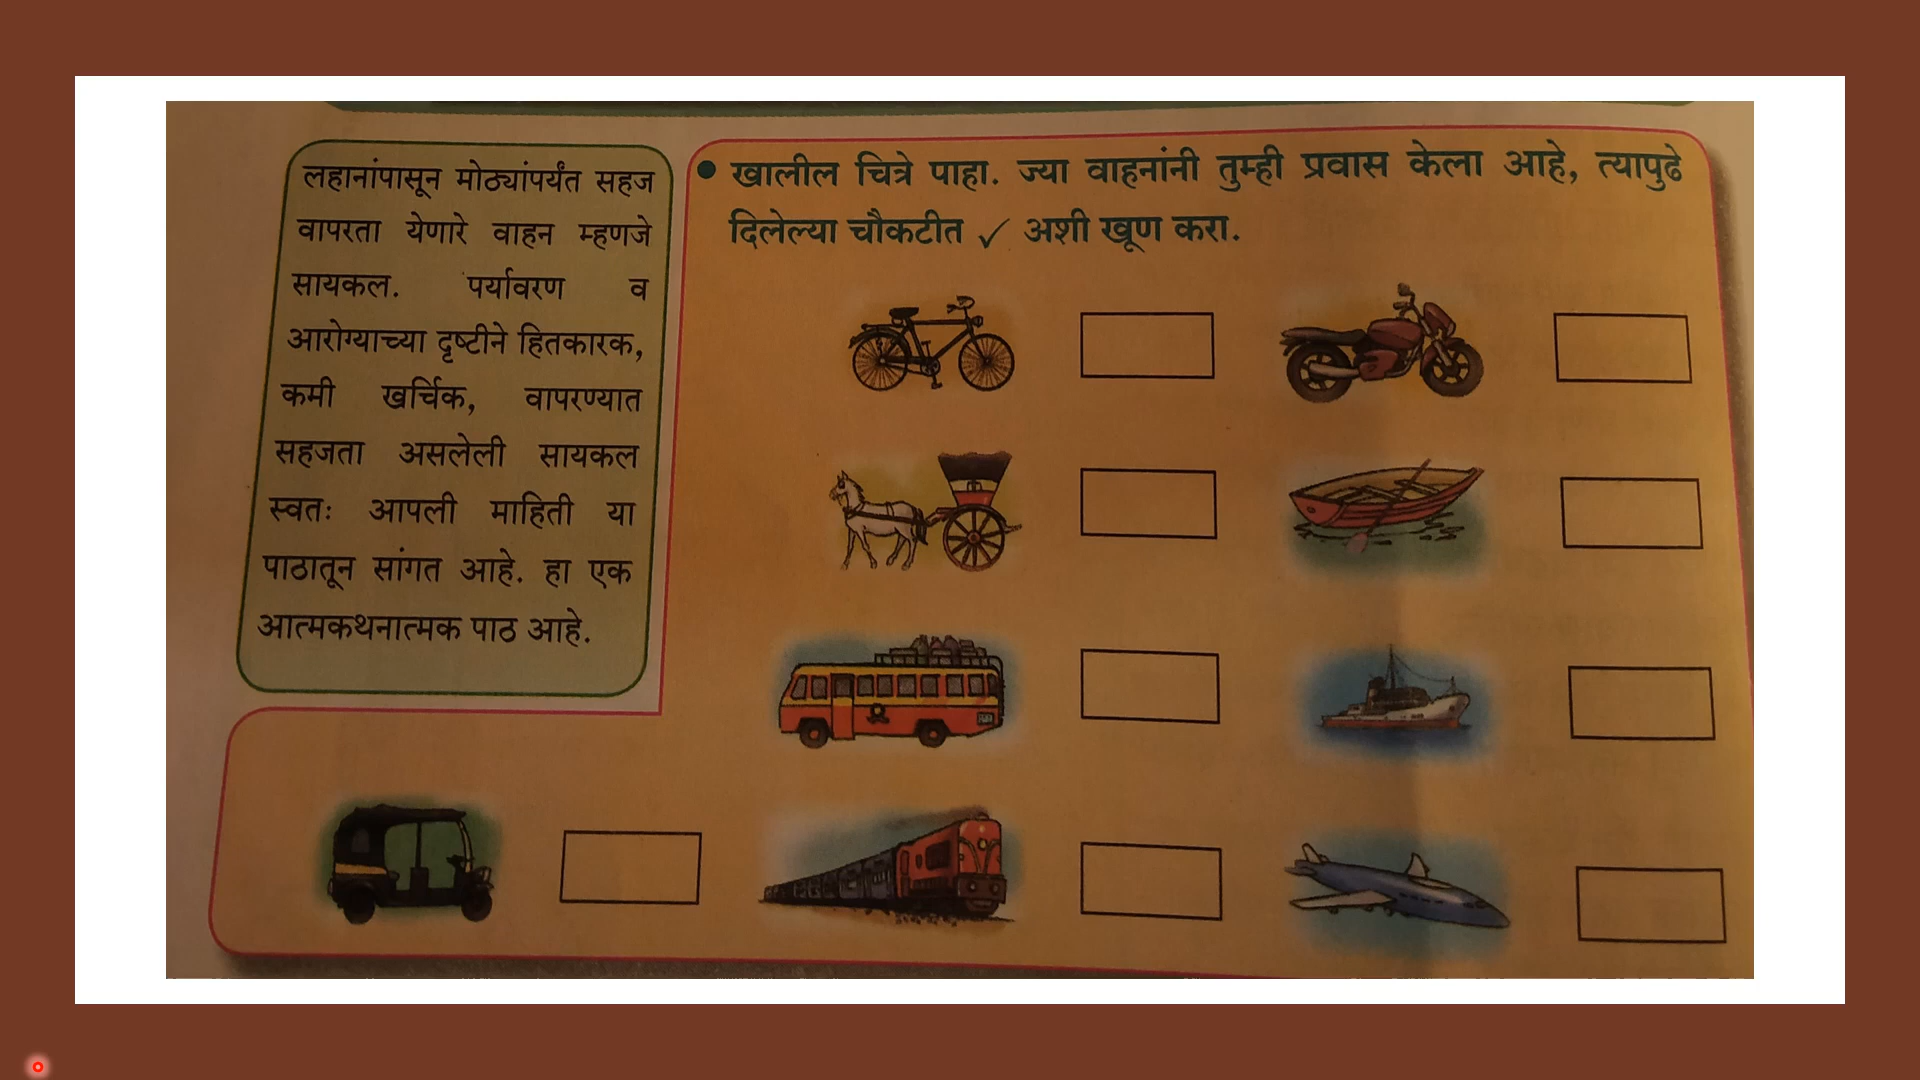 लहानांपासून मोठ्यांपर्यंत सहज
वापरता येणारे वाहन म्हणजे
सायकल. पर्यावरण व
आरोग्याच्या दृष्टीने हितकारक,
कमी खर्चिक, वापरण्यात
सहजता असलेली सायकल
स्वतः आपली माहिती या
पाठातून सांगत आहे. हा एक
आत्मकथनात्मक पाठ आहे.
● खालील चित्रे पाहा. ज्या वाहनांनी तुम्ही प्रवास केला आहे, त्यापुढे
दिलेल्या चौकटीत ✓ अशी खूण करा.